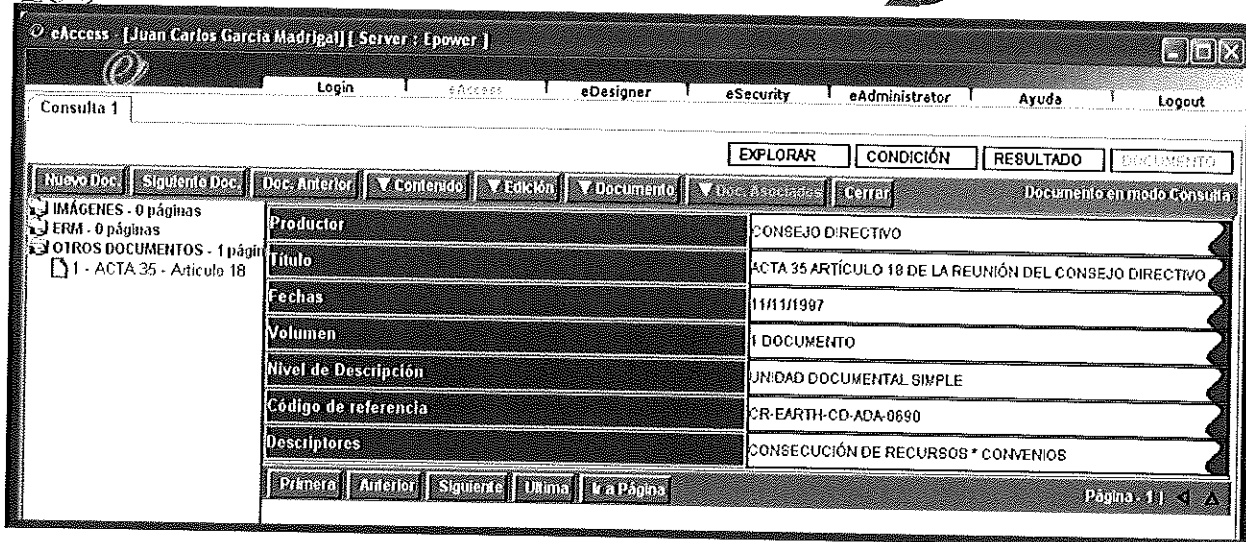 eAccess - [Juan Carlos García Madrigal] [ Server : Epower ]
Login eAccess eDesigner eSecurity eAdministrator Ayuda Logout
Consulta 1
EXPLORAR CONDICIÓN RESULTADO DOCUMENTO
Nuevo Doc. Siguiente Doc. Doc. Anterior Contenido Edición Documento Doc. Asociados Cerrar Documento en modo Consulta
IMÁGENES - 0 páginas
ERM - 0 páginas
OTROS DOCUMENTOS - 1 págin
1 - ACTA 35 - Articulo 18
Productor CONSEJO DIRECTIVO
Título ACTA 35 ARTÍCULO 18 DE LA REUNIÓN DEL CONSEJO DIRECTIVO
Fechas 11/11/1997
Volumen 1 DOCUMENTO
Nivel de Descripción UNIDAD DOCUMENTAL SIMPLE
Código de referencia CR-EARTH-CD-ADA-0690
Descriptores CONSECUCIÓN DE RECURSOS * CONVENIOS
Primera Anterior Siguiente Ultima Ir a Página Página - 1 |